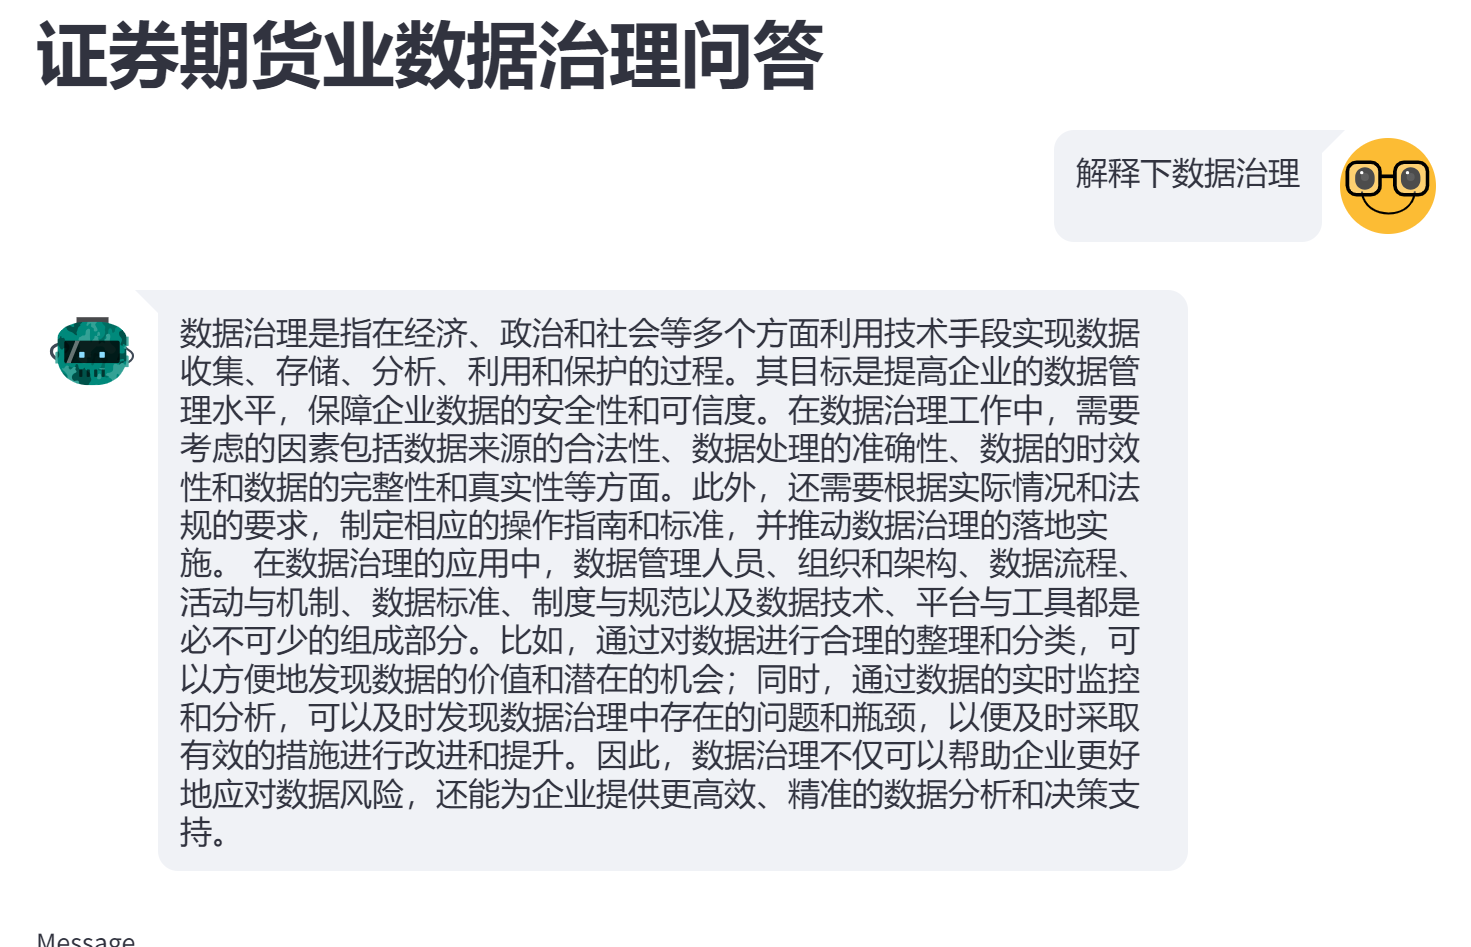 证券期货业数据治理问答
解释下数据治理
数据治理是指在经济、政治和社会等多个方面利用技术手段实现数据
收集、存储、分析、利用和保护的过程。其目标是提高企业的数据管
理水平，保障企业数据的安全性和可信度。在数据治理工作中，需要
考虑的因素包括数据来源的合法性、数据处理的准确性、数据的时效
性和数据的完整性和真实性等方面。此外，还需要根据实际情况和法
规的要求，制定相应的操作指南和标准，并推动数据治理的落地实
施。 在数据治理的应用中，数据管理人员、组织和架构、数据流程、
活动与机制、数据标准、制度与规范以及数据技术、平台与工具都是
必不可少的组成部分。比如，通过对数据进行合理的整理和分类，可
以方便地发现数据的价值和潜在的机会；同时，通过数据的实时监控
和分析，可以及时发现数据治理中存在的问题和瓶颈，以便及时采取
有效的措施进行改进和提升。因此，数据治理不仅可以帮助企业更好
地应对数据风险，还能为企业提供更高效、精准的数据分析和决策支
持。
Message